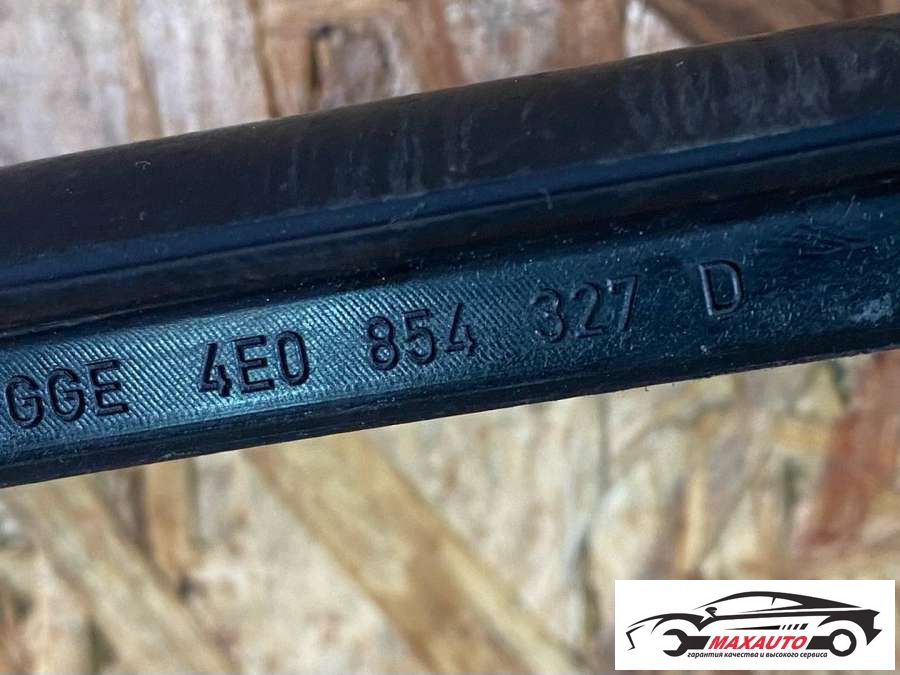 GGE 4E0 854 327 D
MAXAUTO
гарантия качества и высокого сервиса